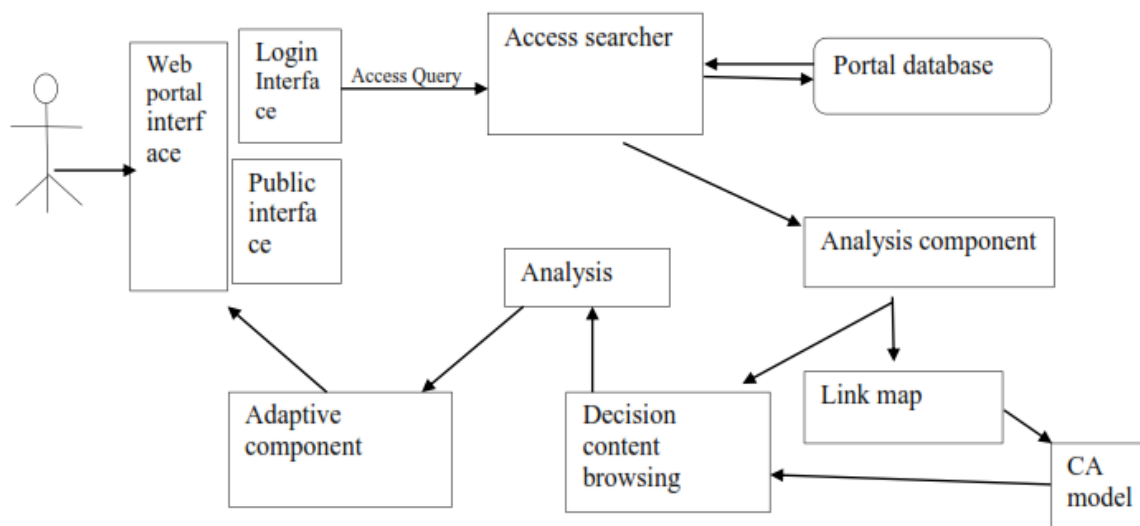 Web
portal
interf
ace
Login
Interfa
ce
Public
interfa
ce
Access Query
Access searcher
Portal database
Analysis component
Analysis
Link map
Adaptive
component
Decision
content
browsing
CA
model